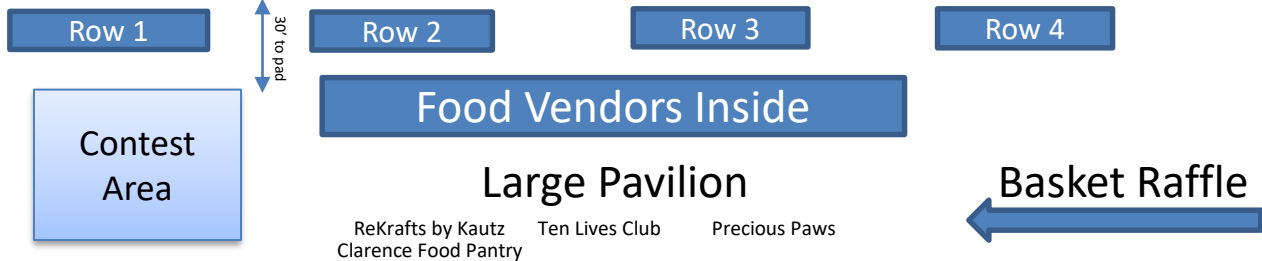 Row 1
30' to pad
Row 2
Row 3
Row 4
Food Vendors Inside
Contest
Area
Large Pavilion
Basket Raffle
ReKrafts by Kautz
Ten Lives Club
Precious Paws
Clarence Food Pantry